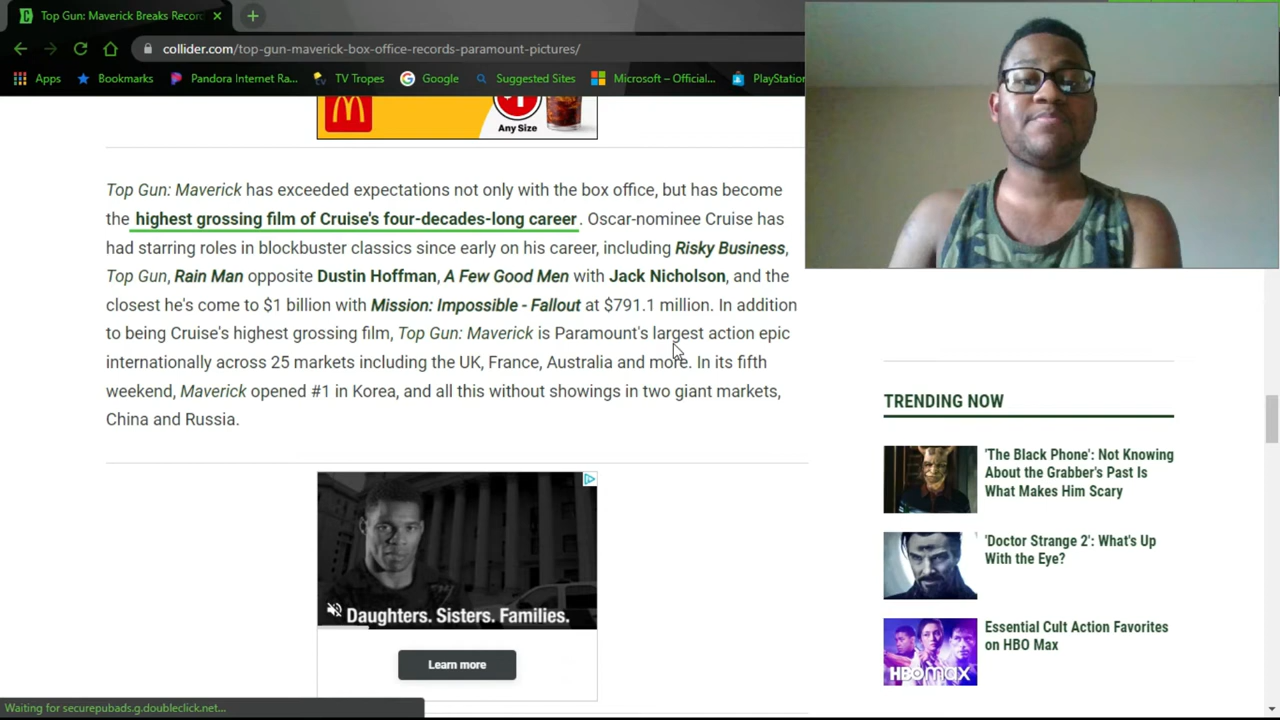 Top Gun: Maverick Breaks Recor
collider.com/top-gun-maverick-box-office-records-paramount-pictures/
Apps Bookmarks Pandora Internet Ra... TV Tropes Google Suggested Sites Microsoft – Official... PlayStation
Any Size
Top Gun: Maverick has exceeded expectations not only with the box office, but has become
the highest grossing film of Cruise's four-decades-long career. Oscar-nominee Cruise has
had starring roles in blockbuster classics since early on his career, including Risky Business,
Top Gun, Rain Man opposite Dustin Hoffman, A Few Good Men with Jack Nicholson, and the
closest he's come to $1 billion with Mission: Impossible - Fallout at $791.1 million. In addition
to being Cruise's highest grossing film, Top Gun: Maverick is Paramount's largest action epic
internationally across 25 markets including the UK, France, Australia and more. In its fifth
weekend, Maverick opened #1 in Korea, and all this without showings in two giant markets,
China and Russia.
Daughters. Sisters. Families.
Learn more
TRENDING NOW
'The Black Phone': Not Knowing
About the Grabber's Past Is
What Makes Him Scary
'Doctor Strange 2': What's Up
With the Eye?
Essential Cult Action Favorites
on HBO Max
HBOMAX
Waiting for securepubads.g.doubleclick.net...